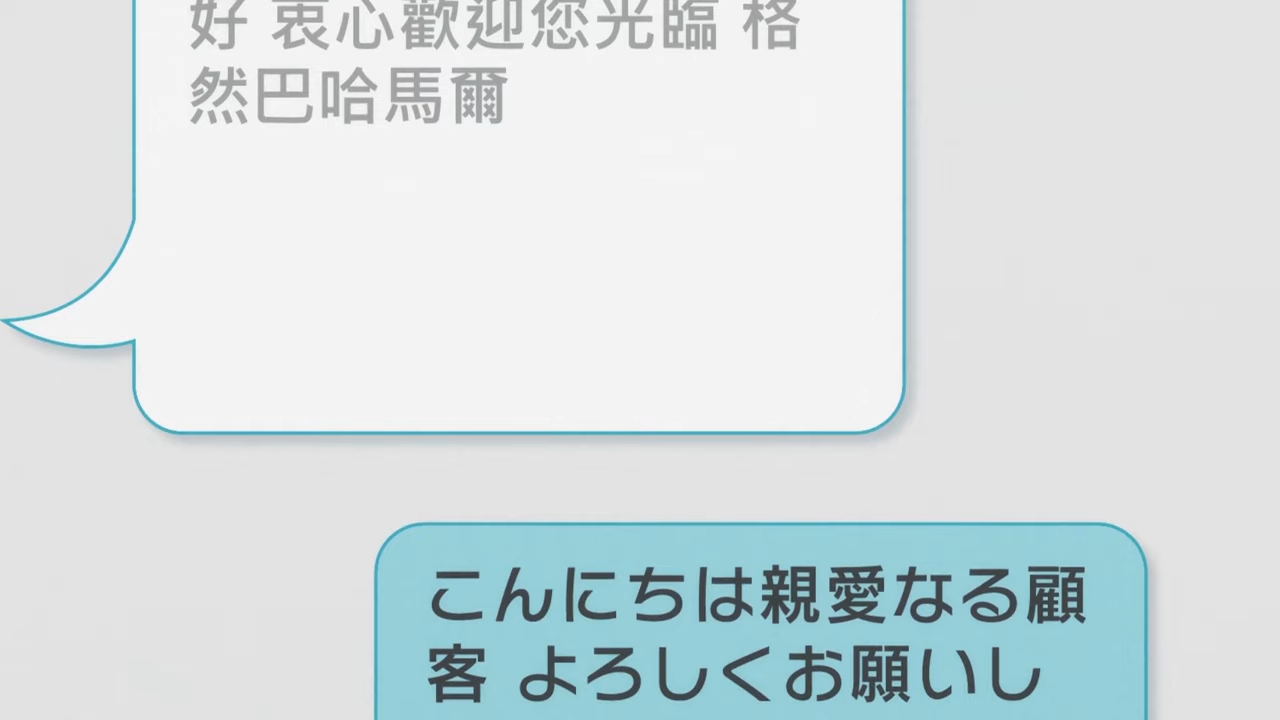 好 衷心歡迎您光臨 格
然巴哈馬爾
こんにちは親愛なる顧
客 よろしくお願いし